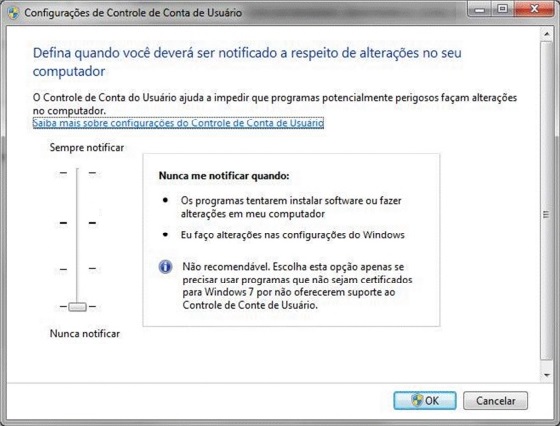 Configurações de Controle de Conta de Usuário
Defina quando você deverá ser notificado a respeito de alterações no seu
computador
O Controle de Conta do Usuário ajuda a impedir que programas potencialmente perigosos façam alterações
no computador.
Saiba mais sobre configurações do Controle de Conta de Usuário
Sempre notificar
Nunca me notificar quando:
• Os programas tentarem instalar software ou fazer
alterações em meu computador
• Eu faço alterações nas configurações do Windows
Não recomendável. Escolha esta opção apenas se
precisar usar programas que não sejam certificados
para Windows 7 por não oferecerem suporte ao
Controle de Conte de Usuário.
Nunca notificar
OK
Cancelar